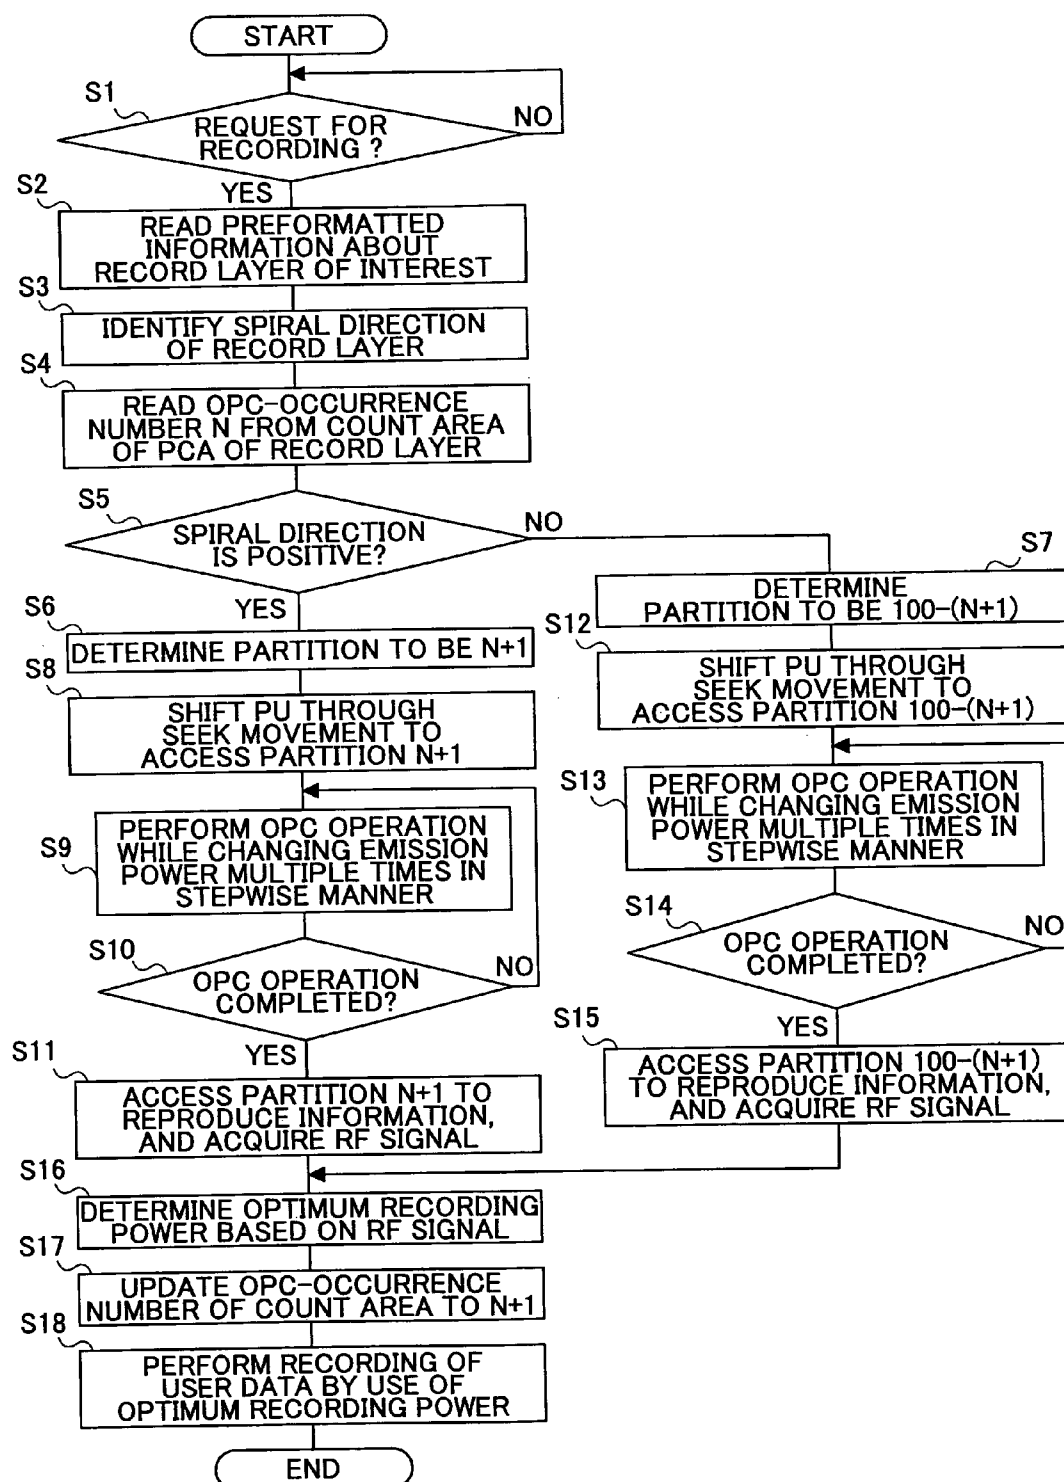 START
S1
REQUEST FOR
RECORDING ?
NO
YES
S2
READ PREFORMATTED
INFORMATION ABOUT
RECORD LAYER OF INTEREST
S3
IDENTIFY SPIRAL DIRECTION
OF RECORD LAYER
S4
READ OPC-OCCURRENCE
NUMBER N FROM COUNT AREA
OF PCA OF RECORD LAYER
S5
SPIRAL DIRECTION
IS POSITIVE?
NO
YES
S6
DETERMINE PARTITION TO BE N+1
S8
SHIFT PU THROUGH
SEEK MOVEMENT TO
ACCESS PARTITION N+1
S9
PERFORM OPC OPERATION
WHILE CHANGING EMISSION
POWER MULTIPLE TIMES IN
STEPWISE MANNER
S10
OPC OPERATION
COMPLETED?
NO
YES
S11
ACCESS PARTITION N+1 TO
REPRODUCE INFORMATION,
AND ACQUIRE RF SIGNAL
S7
DETERMINE
PARTITION TO BE 100-(N+1)
S12
SHIFT PU THROUGH
SEEK MOVEMENT TO
ACCESS PARTITION 100-(N+1)
S13
PERFORM OPC OPERATION
WHILE CHANGING EMISSION
POWER MULTIPLE TIMES IN
STEPWISE MANNER
S14
OPC OPERATION
COMPLETED?
NO
YES
S15
ACCESS PARTITION 100-(N+1)
TO REPRODUCE INFORMATION,
AND ACQUIRE RF SIGNAL
S16
DETERMINE OPTIMUM RECORDING
POWER BASED ON RF SIGNAL
S17
UPDATE OPC-OCCURRENCE
NUMBER OF COUNT AREA TO N+1
S18
PERFORM RECORDING OF
USER DATA BY USE OF
OPTIMUM RECORDING POWER
END